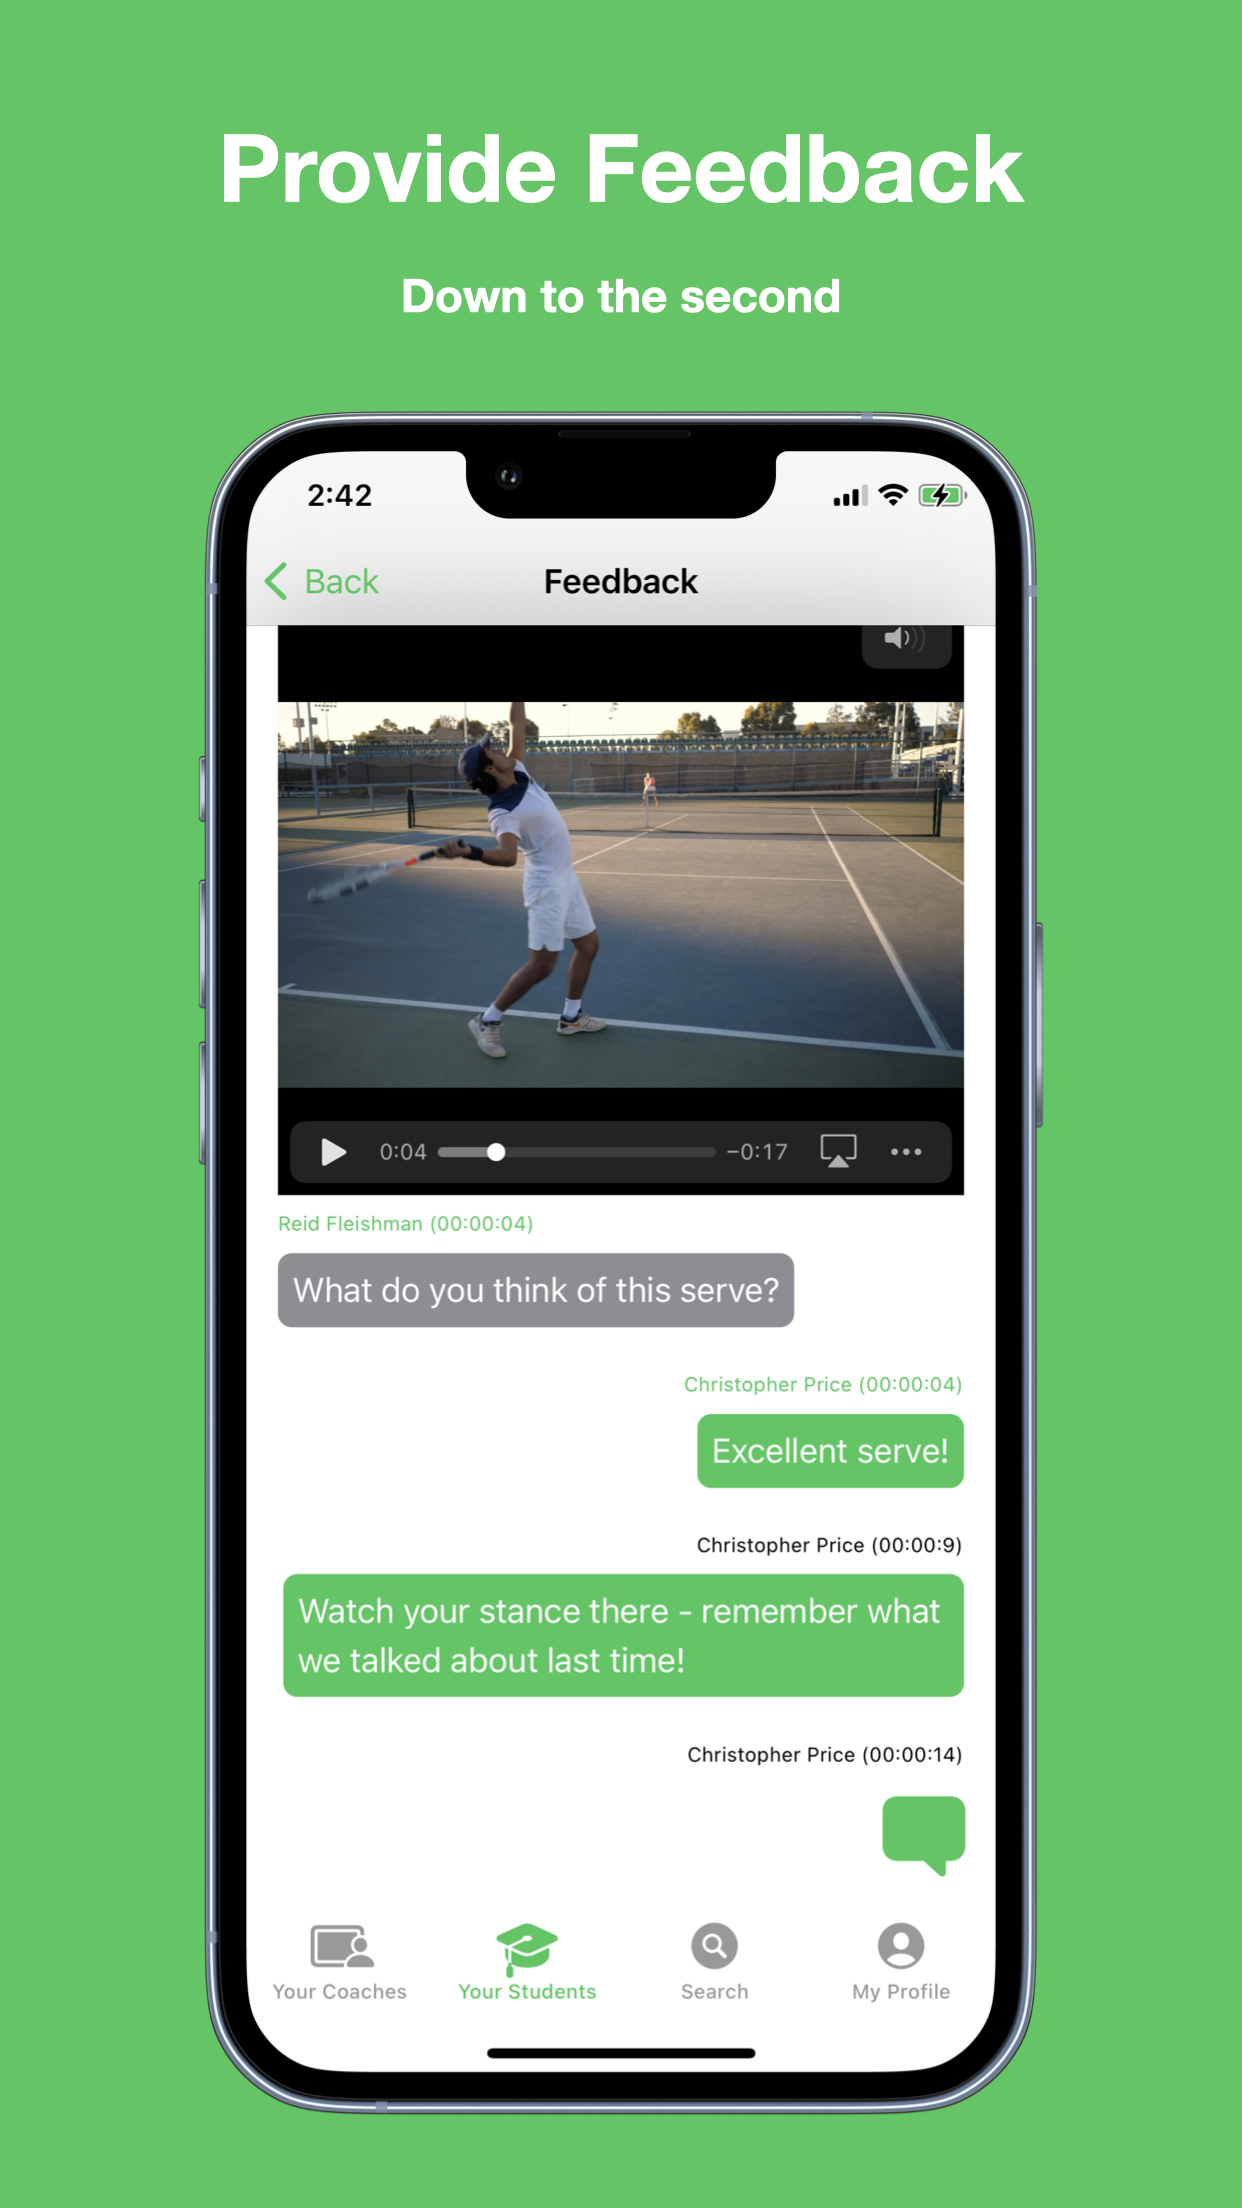 Provide Feedback
Down to the second
2:42
Back
Feedback
0:04
−0:17
Reid Fleishman (00:00:04)
What do you think of this serve?
Christopher Price (00:00:04)
Excellent serve!
Christopher Price (00:00:9)
Watch your stance there - remember what
we talked about last time!
Christopher Price (00:00:14)
Your Coaches
Your Students
Search
My Profile